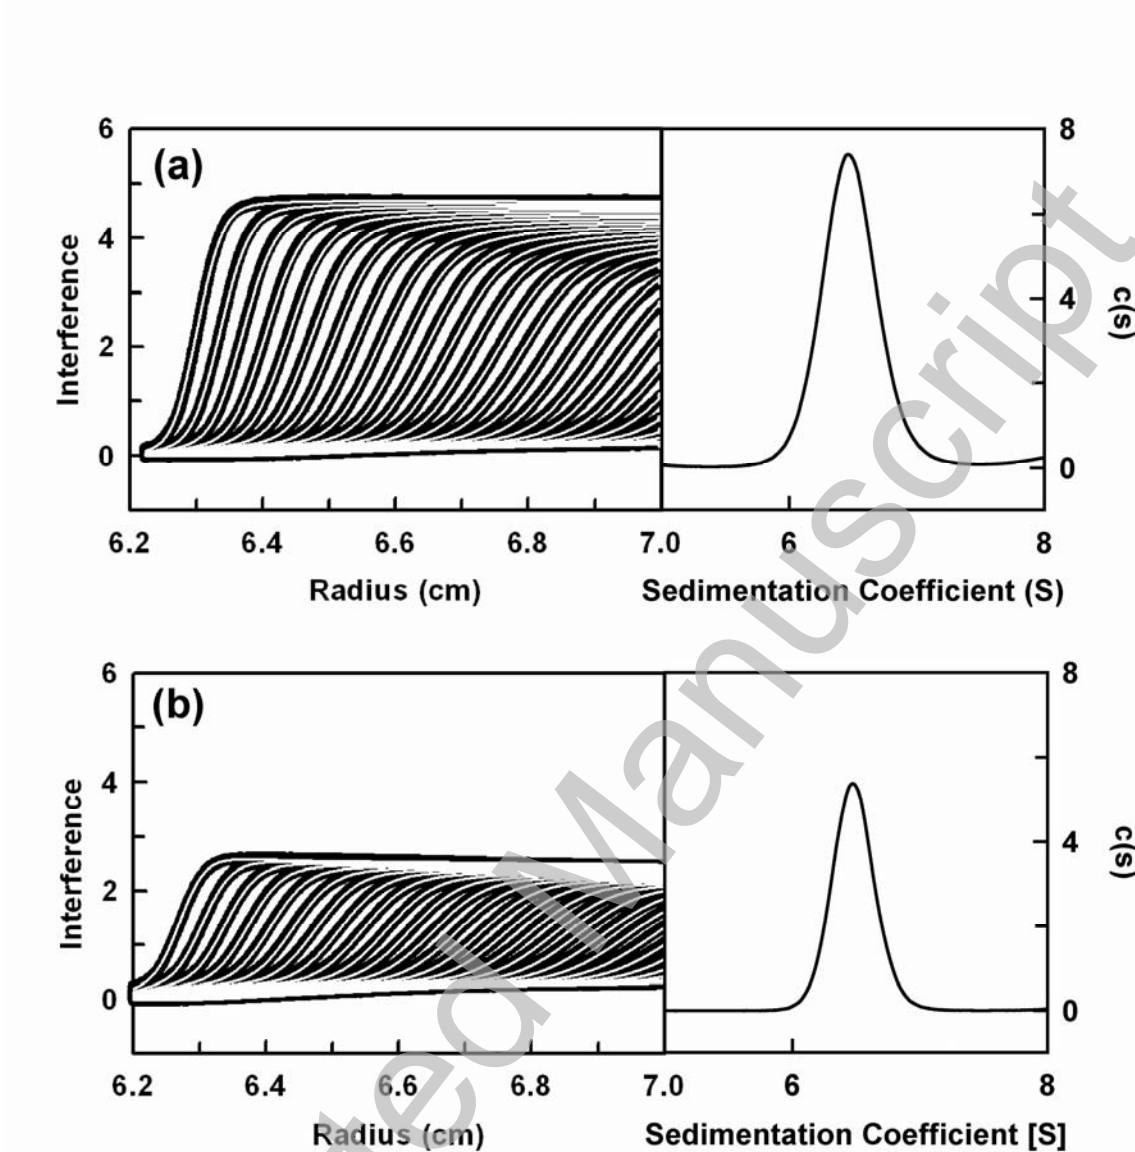 (a)
6
4
2
0
Interference
6.2 6.4 6.6 6.8 7.0
Radius (cm)
8
4
0
c(s)
6 8
Sedimentation Coefficient (S)
(b)
6
4
2
0
Interference
6.2 6.4 6.6 6.8 7.0
Radius (cm)
8
4
0
c(s)
6 8
Sedimentation Coefficient [S]
ted Manuscript